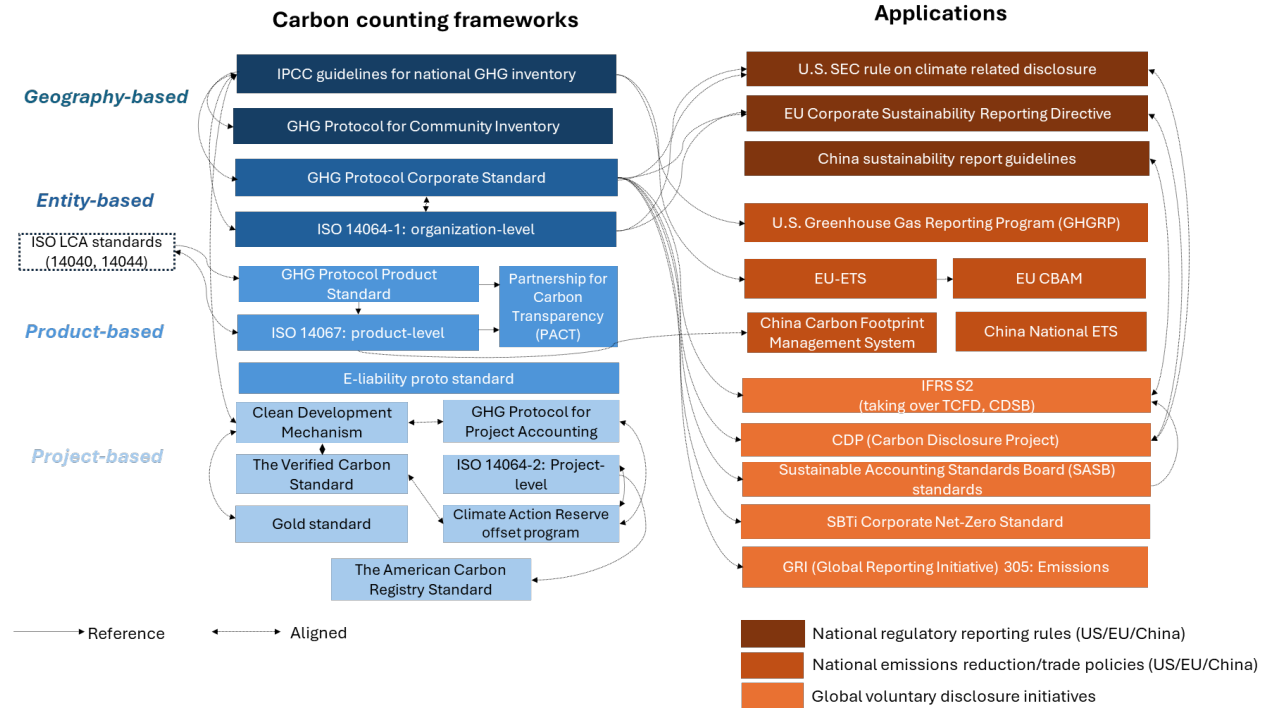 Carbon counting frameworks
Applications
Geography-based
IPCC guidelines for national GHG inventory
GHG Protocol for Community Inventory
Entity-based
GHG Protocol Corporate Standard
ISO 14064-1: organization-level
ISO LCA standards
(14040, 14044)
Product-based
GHG Protocol Product
Standard
ISO 14067: product-level
Partnership for
Carbon
Transparency
(PACT)
E-liability proto standard
Project-based
Clean Development
Mechanism
GHG Protocol for
Project Accounting
The Verified Carbon
Standard
ISO 14064-2: Project-
level
Gold standard
Climate Action Reserve
offset program
The American Carbon
Registry Standard
U.S. SEC rule on climate related disclosure
EU Corporate Sustainability Reporting Directive
China sustainability report guidelines
U.S. Greenhouse Gas Reporting Program (GHGRP)
EU-ETS
EU CBAM
China Carbon Footprint
Management System
China National ETS
IFRS S2
(taking over TCFD, CDSB)
CDP (Carbon Disclosure Project)
Sustainable Accounting Standards Board (SASB)
standards
SBTi Corporate Net-Zero Standard
GRI (Global Reporting Initiative) 305: Emissions
Reference
Aligned
National regulatory reporting rules (US/EU/China)
National emissions reduction/trade policies (US/EU/China)
Global voluntary disclosure initiatives